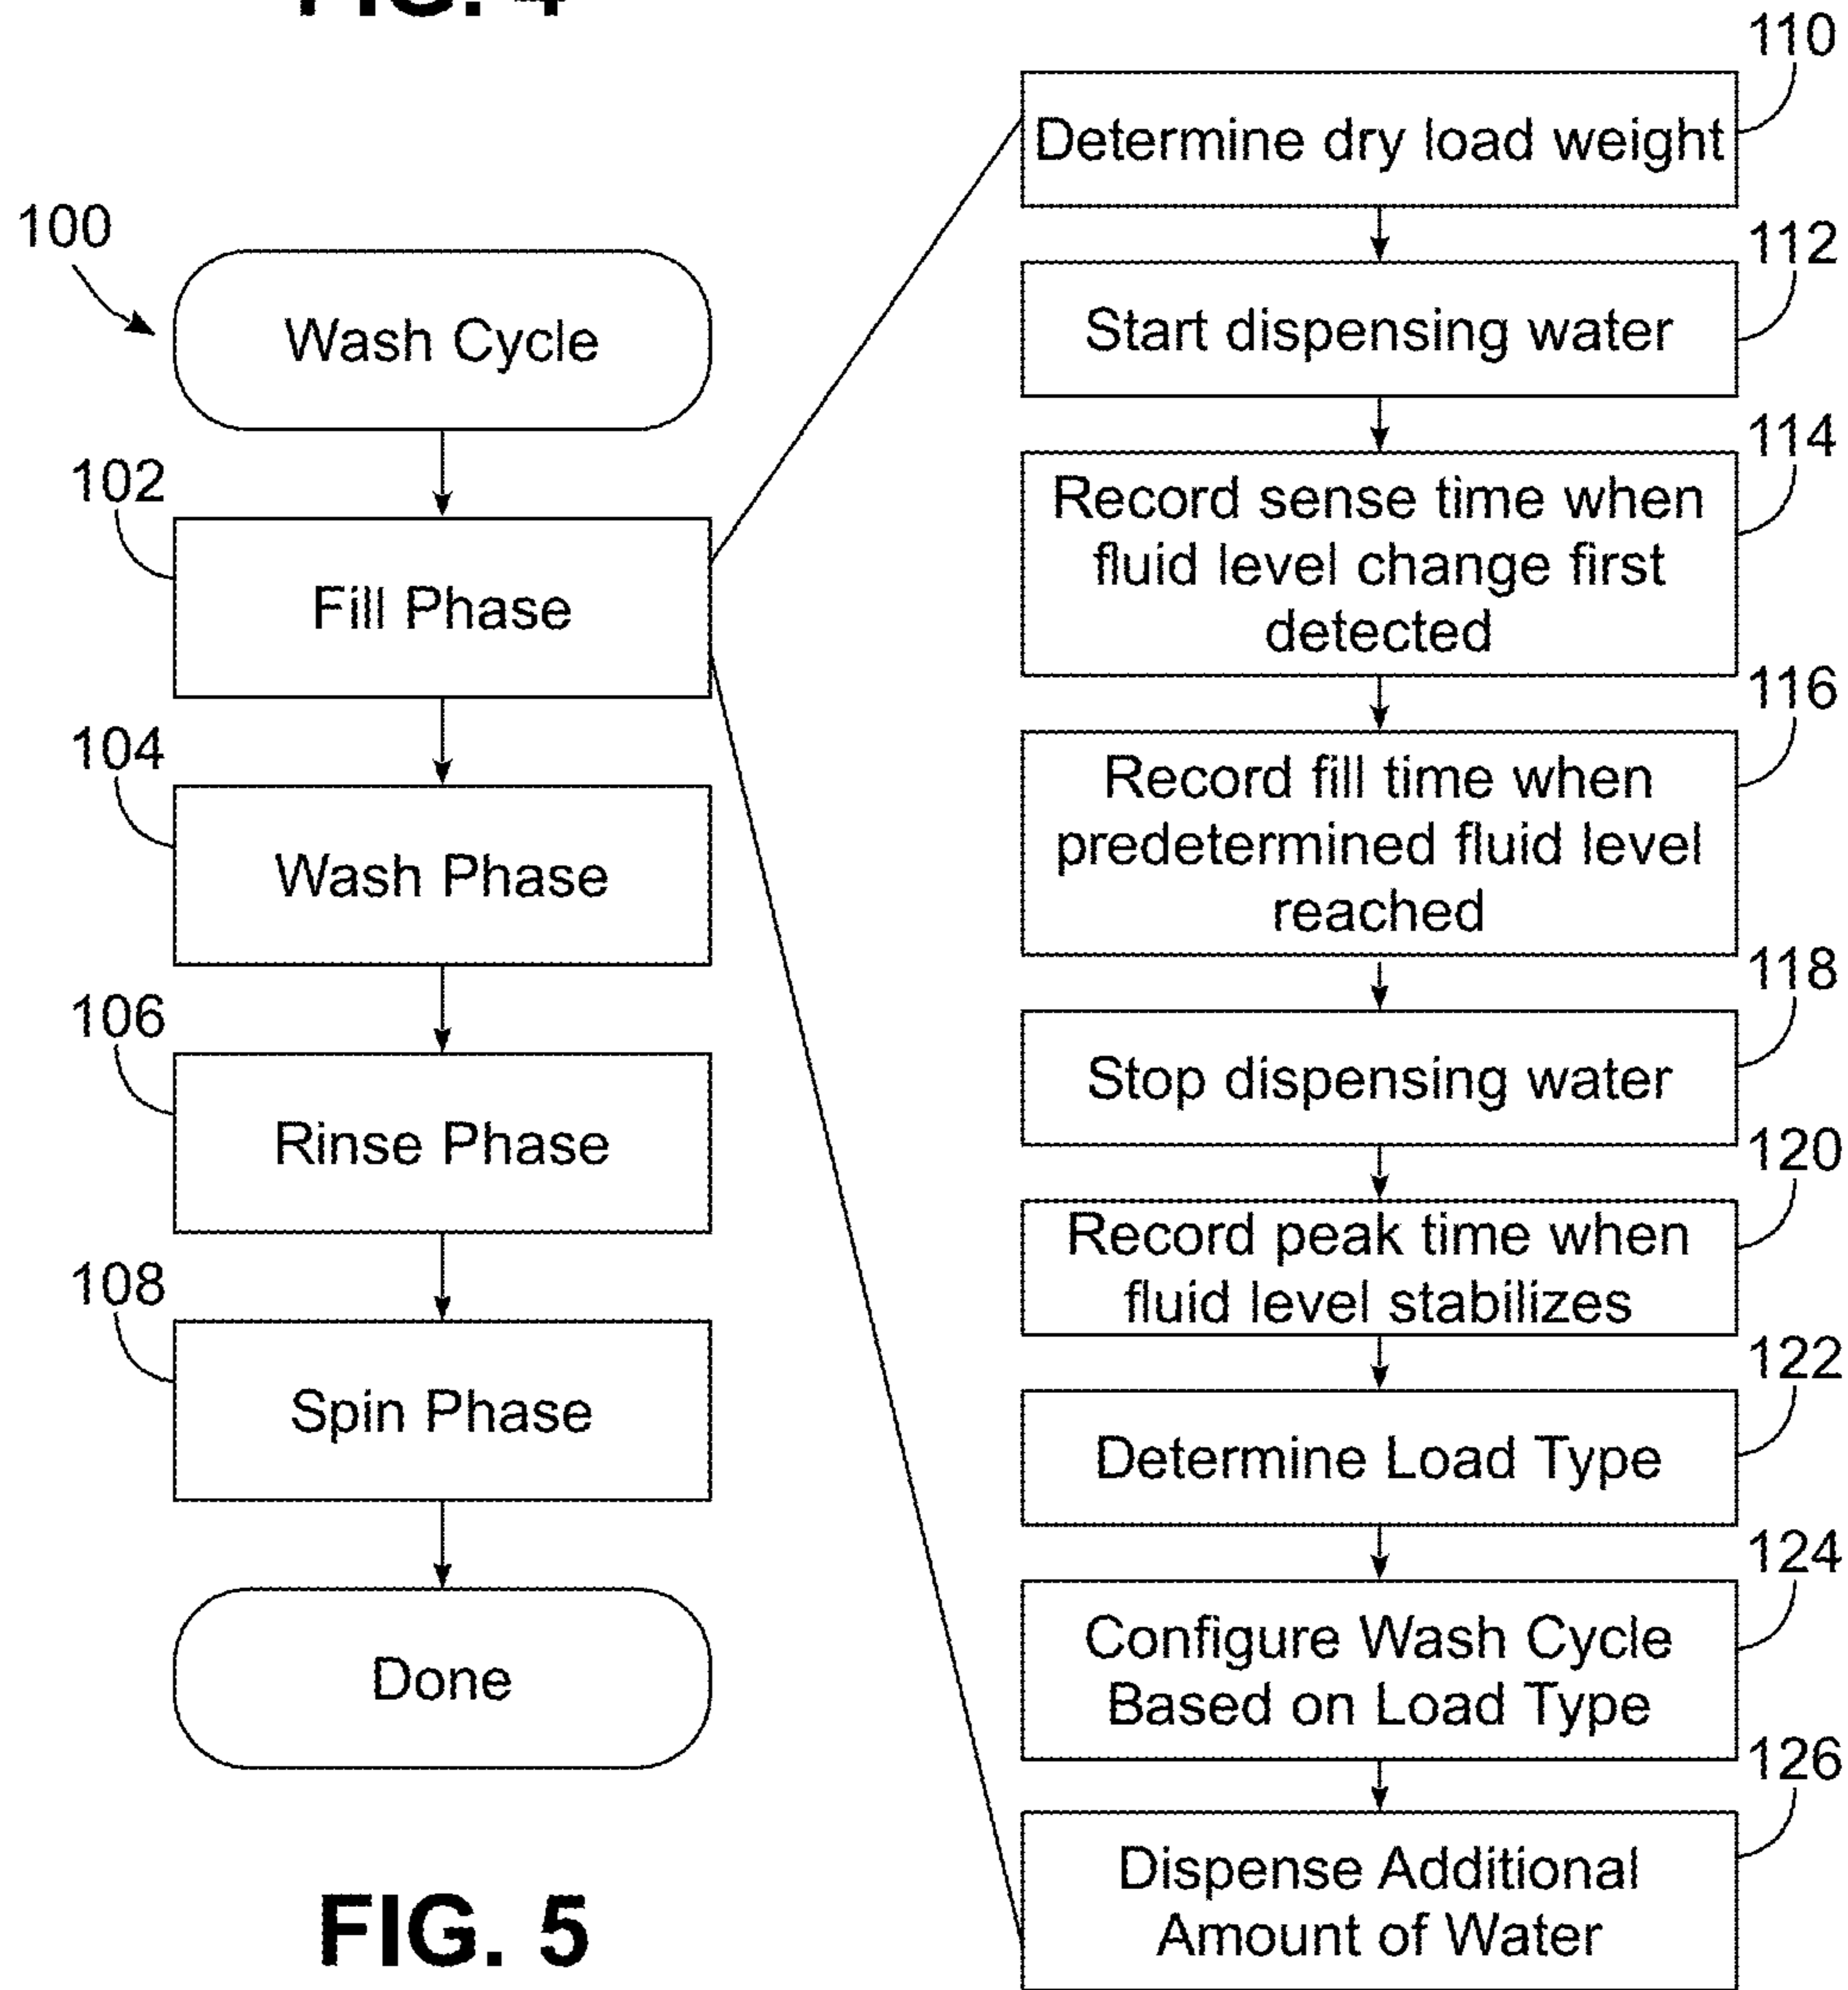 FIG. 4
100
Wash Cycle
102
Fill Phase
104
Wash Phase
106
Rinse Phase
108
Spin Phase
Done
110
Determine dry load weight
112
Start dispensing water
114
Record sense time when
fluid level change first
detected
116
Record fill time when
predetermined fluid level
reached
118
Stop dispensing water
120
Record peak time when
fluid level stabilizes
122
Determine Load Type
124
Configure Wash Cycle
Based on Load Type
126
Dispense Additional
Amount of Water
FIG. 5